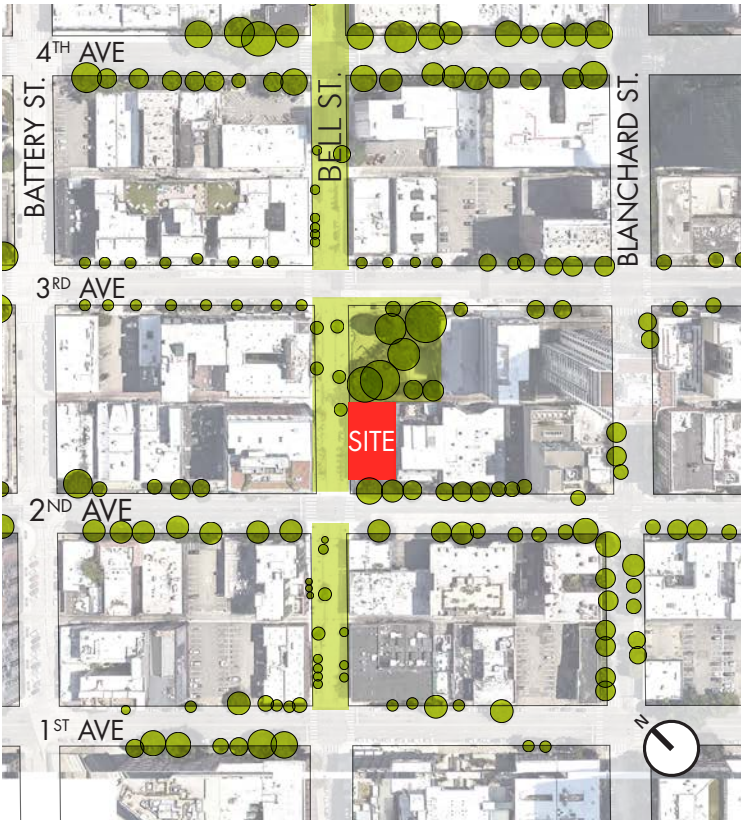 4TH AVE
BATTERY ST.
BELL ST.
BLANCHARD ST.
3RD AVE
SITE
2ND AVE
1ST AVE
N